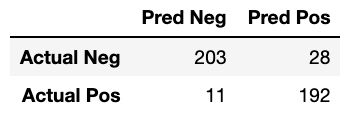 Pred Neg Pred Pos
Actual Neg 203 28
Actual Pos 11 192